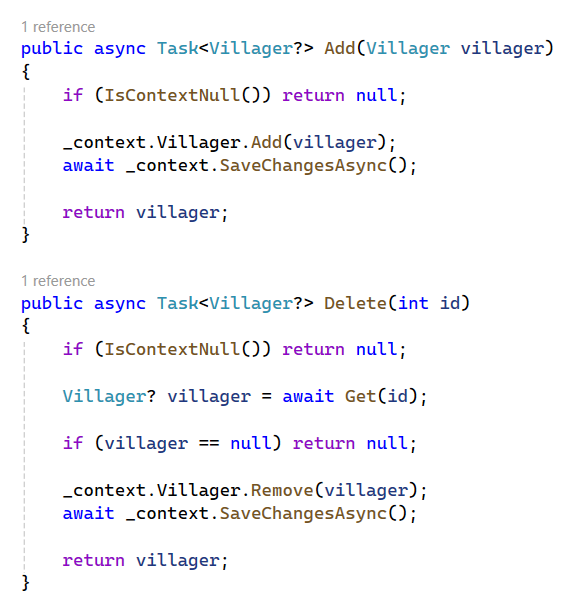 1 reference
public async Task<Villager?> Add(Villager villager)
{
    if (IsContextNull()) return null;

    _context.Villager.Add(villager);
    await _context.SaveChangesAsync();

    return villager;
}

1 reference
public async Task<Villager?> Delete(int id)
{
    if (IsContextNull()) return null;

    Villager? villager = await Get(id);

    if (villager == null) return null;

    _context.Villager.Remove(villager);
    await _context.SaveChangesAsync();

    return villager;
}